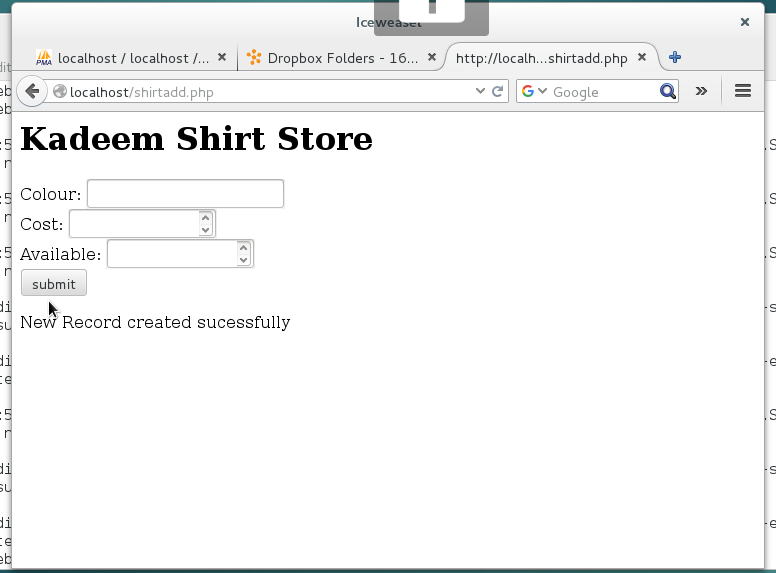 Iceweasel
PMA localhost / localhost /... Dropbox Folders - 16... http://localh...shirtadd.php
localhost/shirtadd.php Google
Kadeem Shirt Store
Colour:
Cost:
Available:
submit
New Record created sucessfully